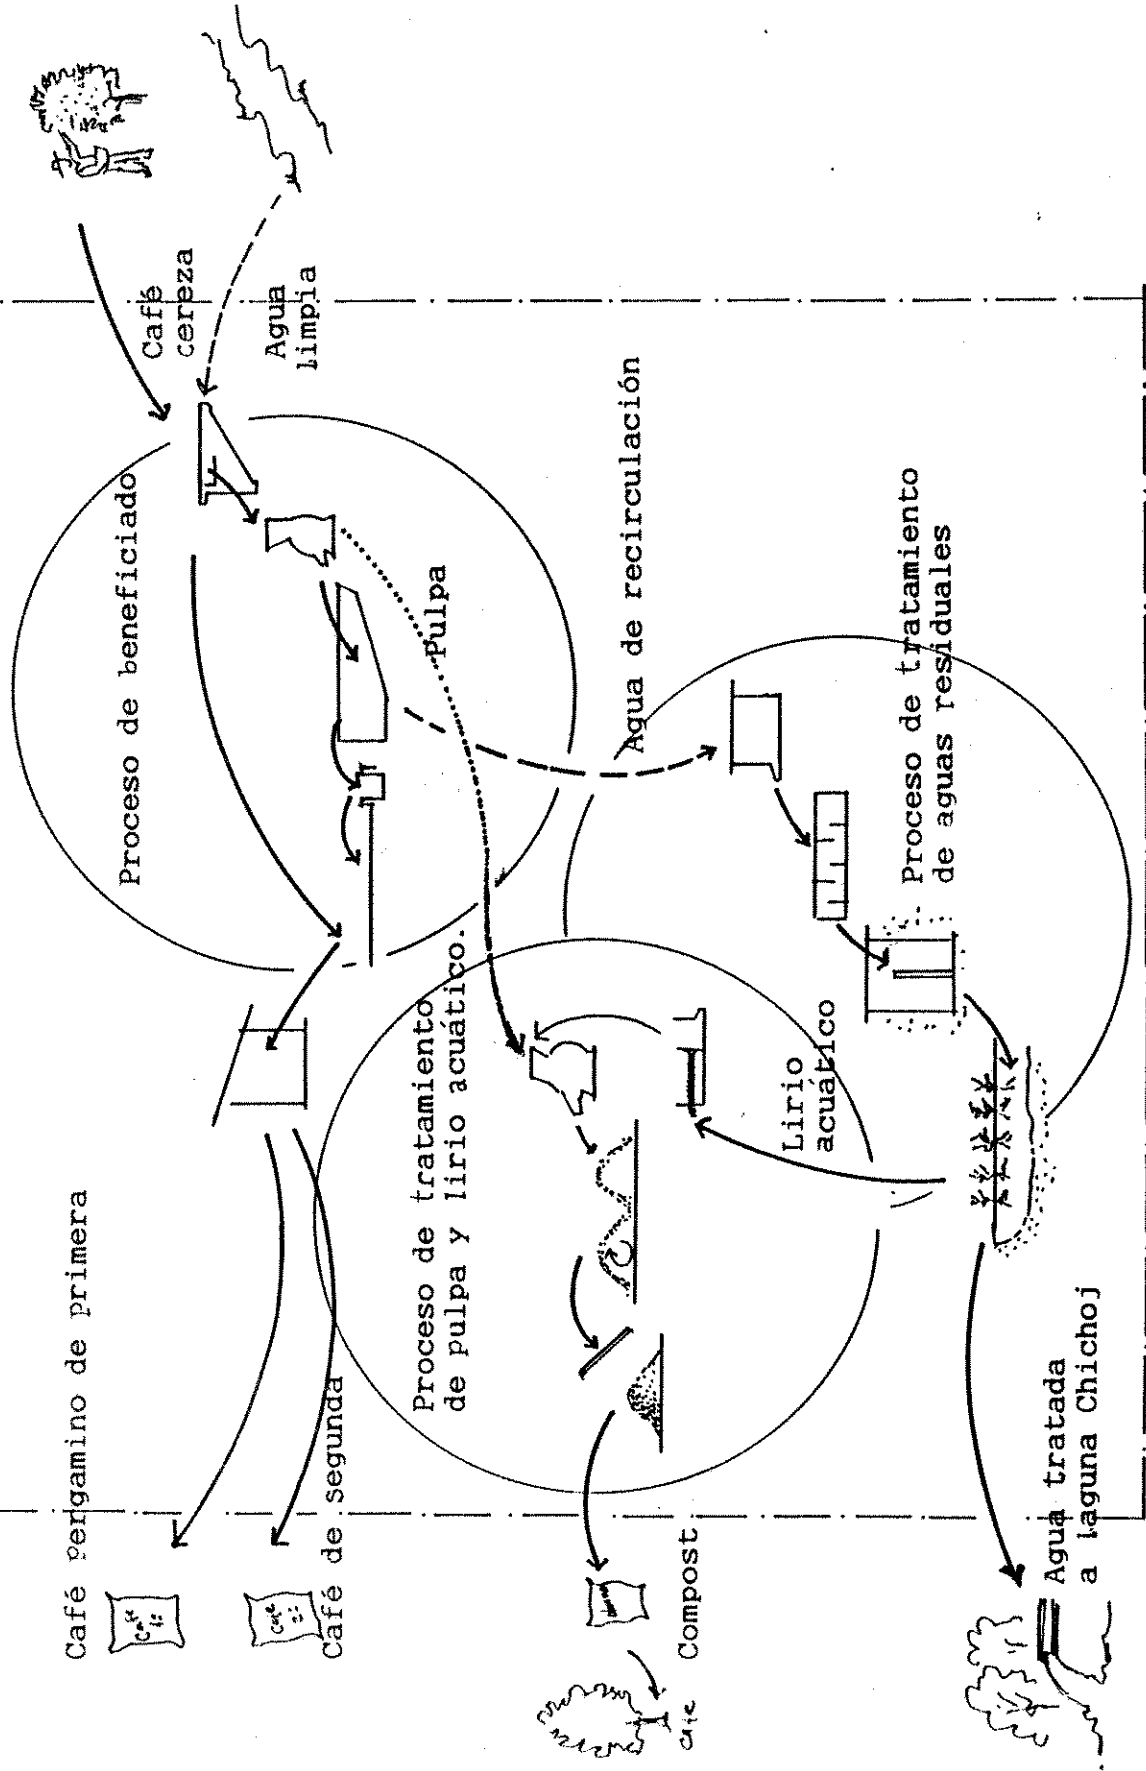 Café
cereza
Agua
limpia
Proceso de beneficiado
Pulpa
Agua de recirculación
Proceso de tratamiento
de aguas residuales
Proceso de tratamiento
de pulpa y lirio acuático.
Lirio
acuático
Café Pergamino de primera
Café
Café de segunda
Café
Compost
Agua tratada
a laguna Chichoj